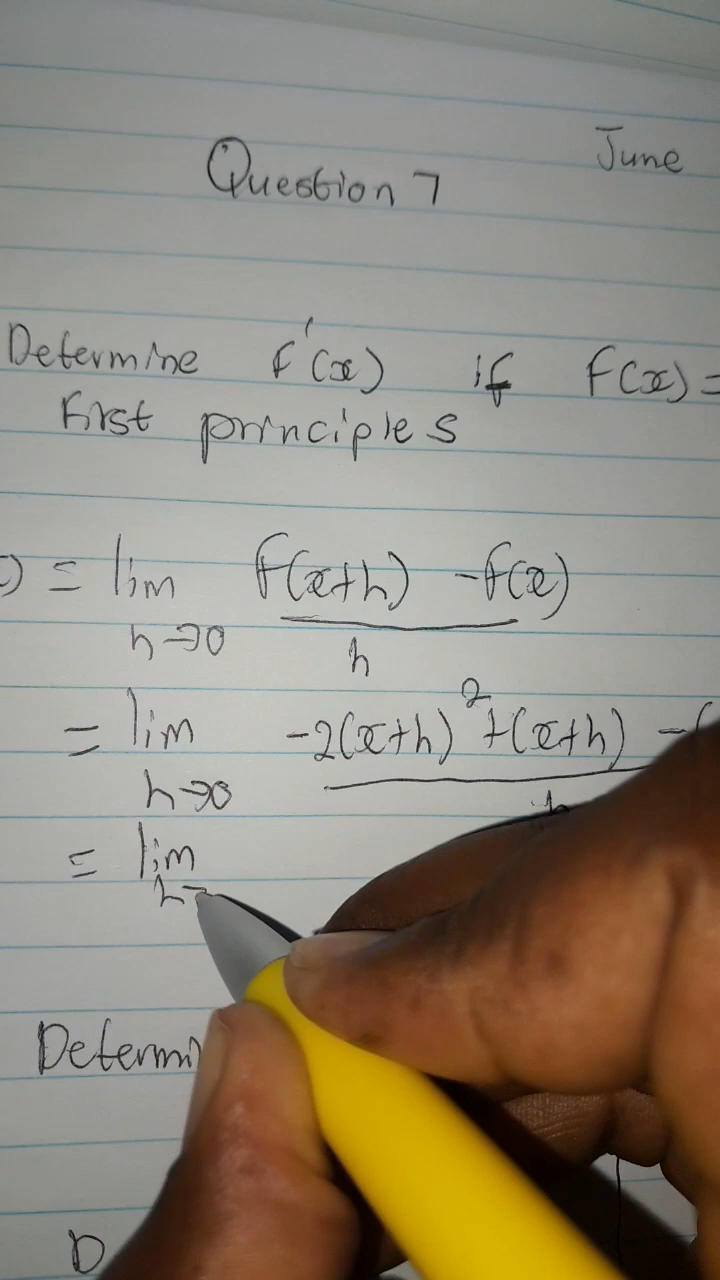 June
Question 7
Determine f'(x) if f(x) =
first principles
) = lim f(x+h) - f(x)
h→0 h
= lim -2(x+h)²+(x+h) -(
h→0 h
= lim
h-
Determi
D